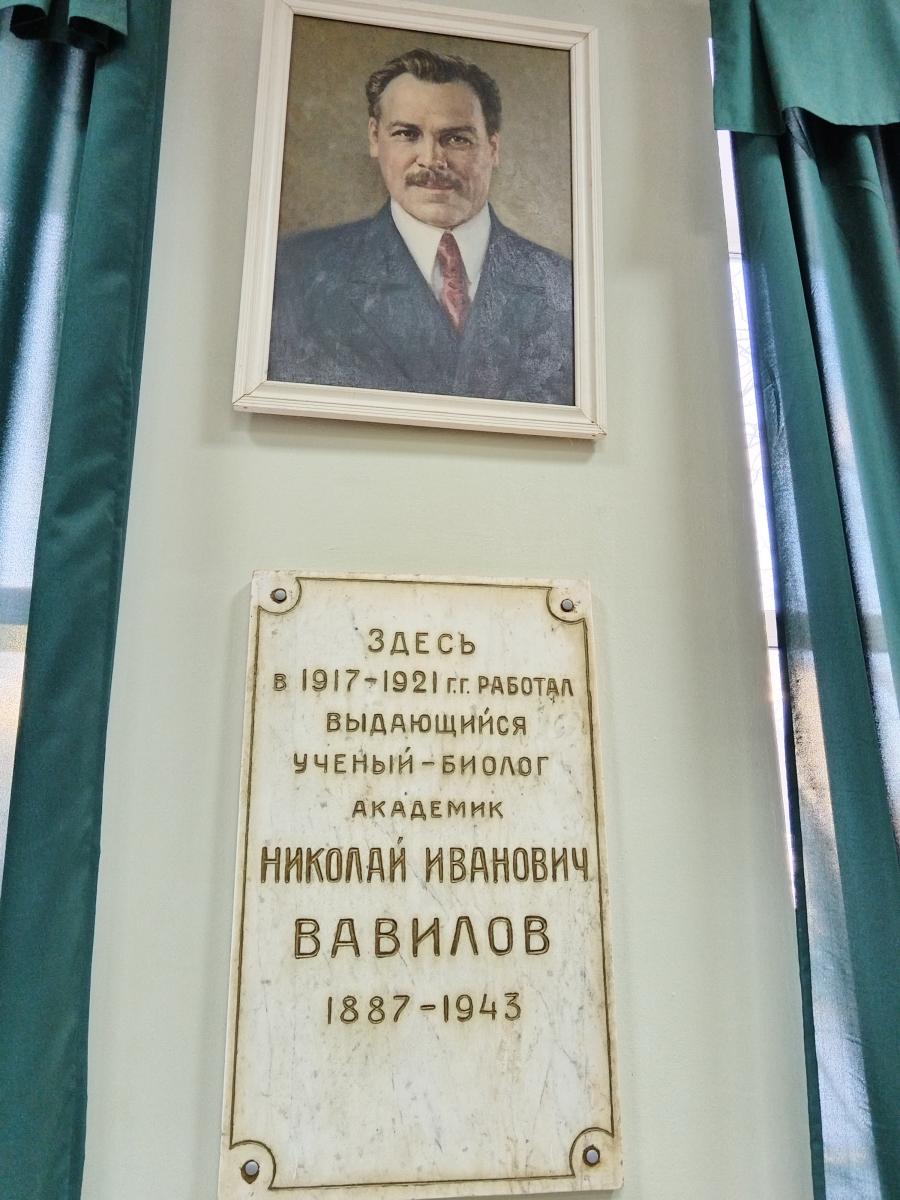 ЗДЕСЬ
В 1917-1921 Г.Г. РАБОТАЛ
ВЫДАЮЩИЙСЯ
УЧЕНЫЙ-БИОЛОГ
АКАДЕМИК
НИКОЛАЙ ИВАНОВИЧ
ВАВИЛОВ
1887-1943